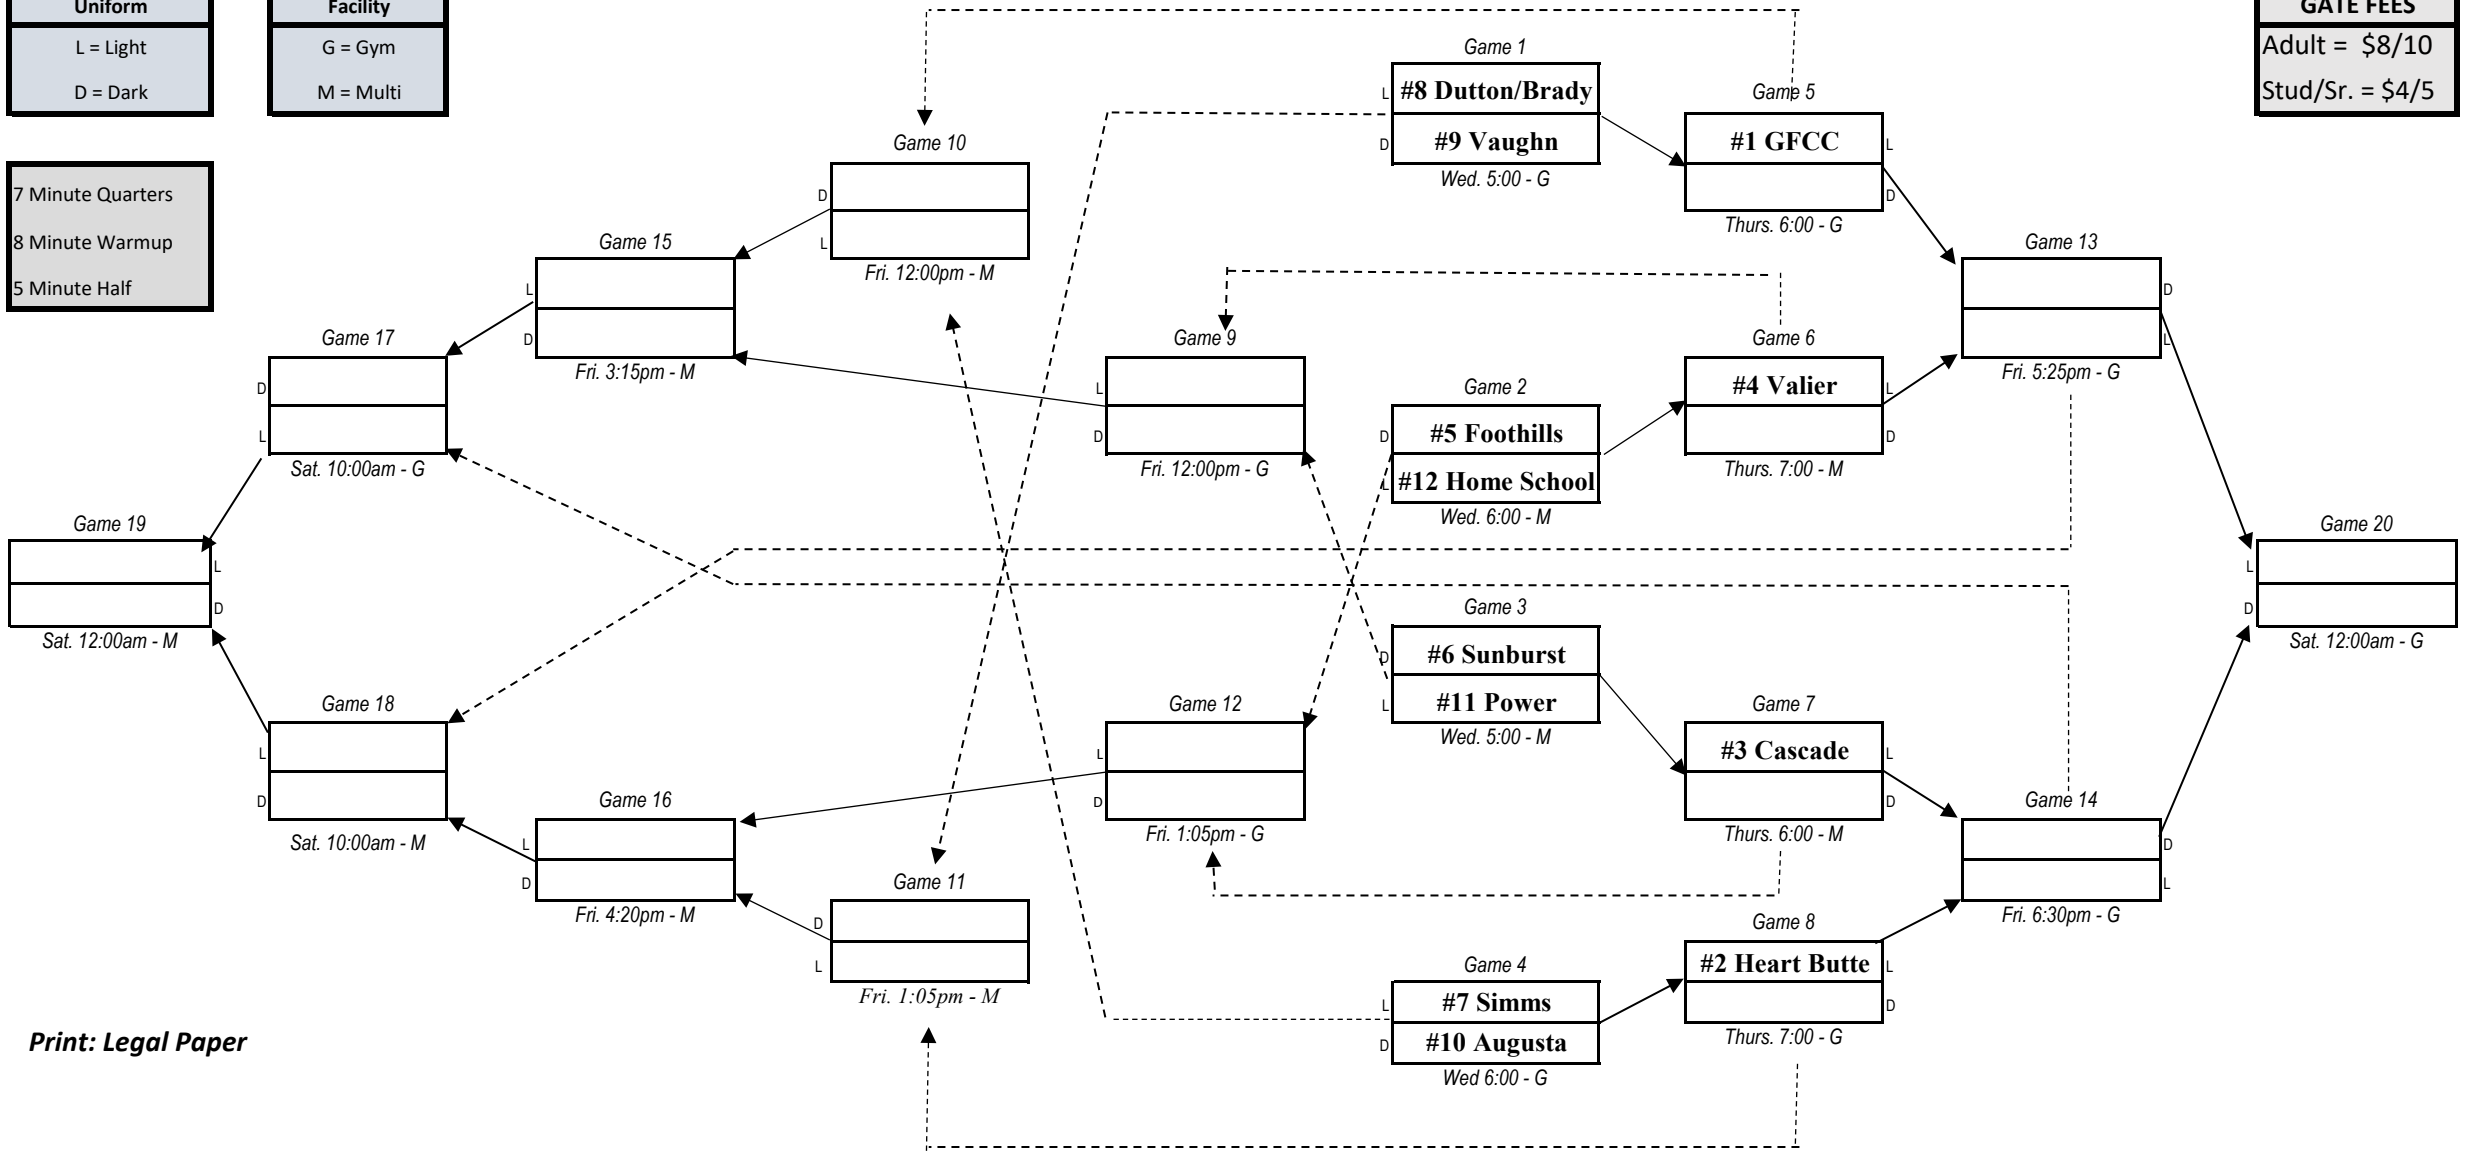 Uniform
L = Light
D = Dark
Facility
G = Gym
M = Multi
GATE FEES
Adult = $8/10
Stud/Sr. = $4/5
7 Minute Quarters
8 Minute Warmup
5 Minute Half
Game 1
L
#8 Dutton/Brady
D
#9 Vaughn
Wed. 5:00 - G
Game 5
#1 GFCC
L
D
Thurs. 6:00 - G
Game 10
D
L
Fri. 12:00pm - M
Game 15
L
D
Fri. 3:15pm - M
Game 13
D
L
Fri. 5:25pm - G
Game 17
D
L
Sat. 10:00am - G
Game 9
L
D
Fri. 12:00pm - G
Game 2
D
#5 Foothills
L
#12 Home School
Wed. 6:00 - M
Game 6
#4 Valier
L
D
Thurs. 7:00 - M
Game 19
L
D
Sat. 12:00am - M
Game 20
L
D
Sat. 12:00am - G
Game 3
D
#6 Sunburst
L
#11 Power
Wed. 5:00 - M
Game 18
L
D
Sat. 10:00am - M
Game 12
L
D
Fri. 1:05pm - G
Game 7
#3 Cascade
L
D
Thurs. 6:00 - M
Game 16
L
D
Fri. 4:20pm - M
Game 14
D
L
Fri. 6:30pm - G
Game 11
D
L
Fri. 1:05pm - M
Game 8
#2 Heart Butte
L
D
Thurs. 7:00 - G
Game 4
L
#7 Simms
D
#10 Augusta
Wed 6:00 - G
Print: Legal Paper